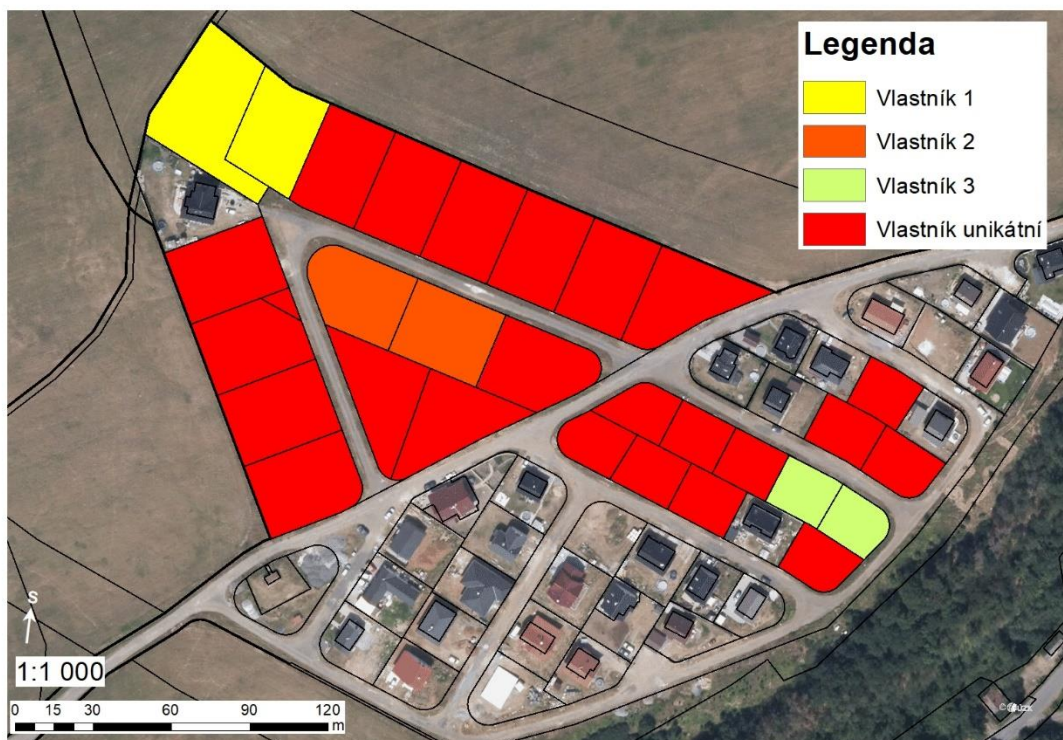 Legenda
Vlastník 1
Vlastník 2
Vlastník 3
Vlastník unikátní
S
1:1 000
0 15 30 60 90 120
m